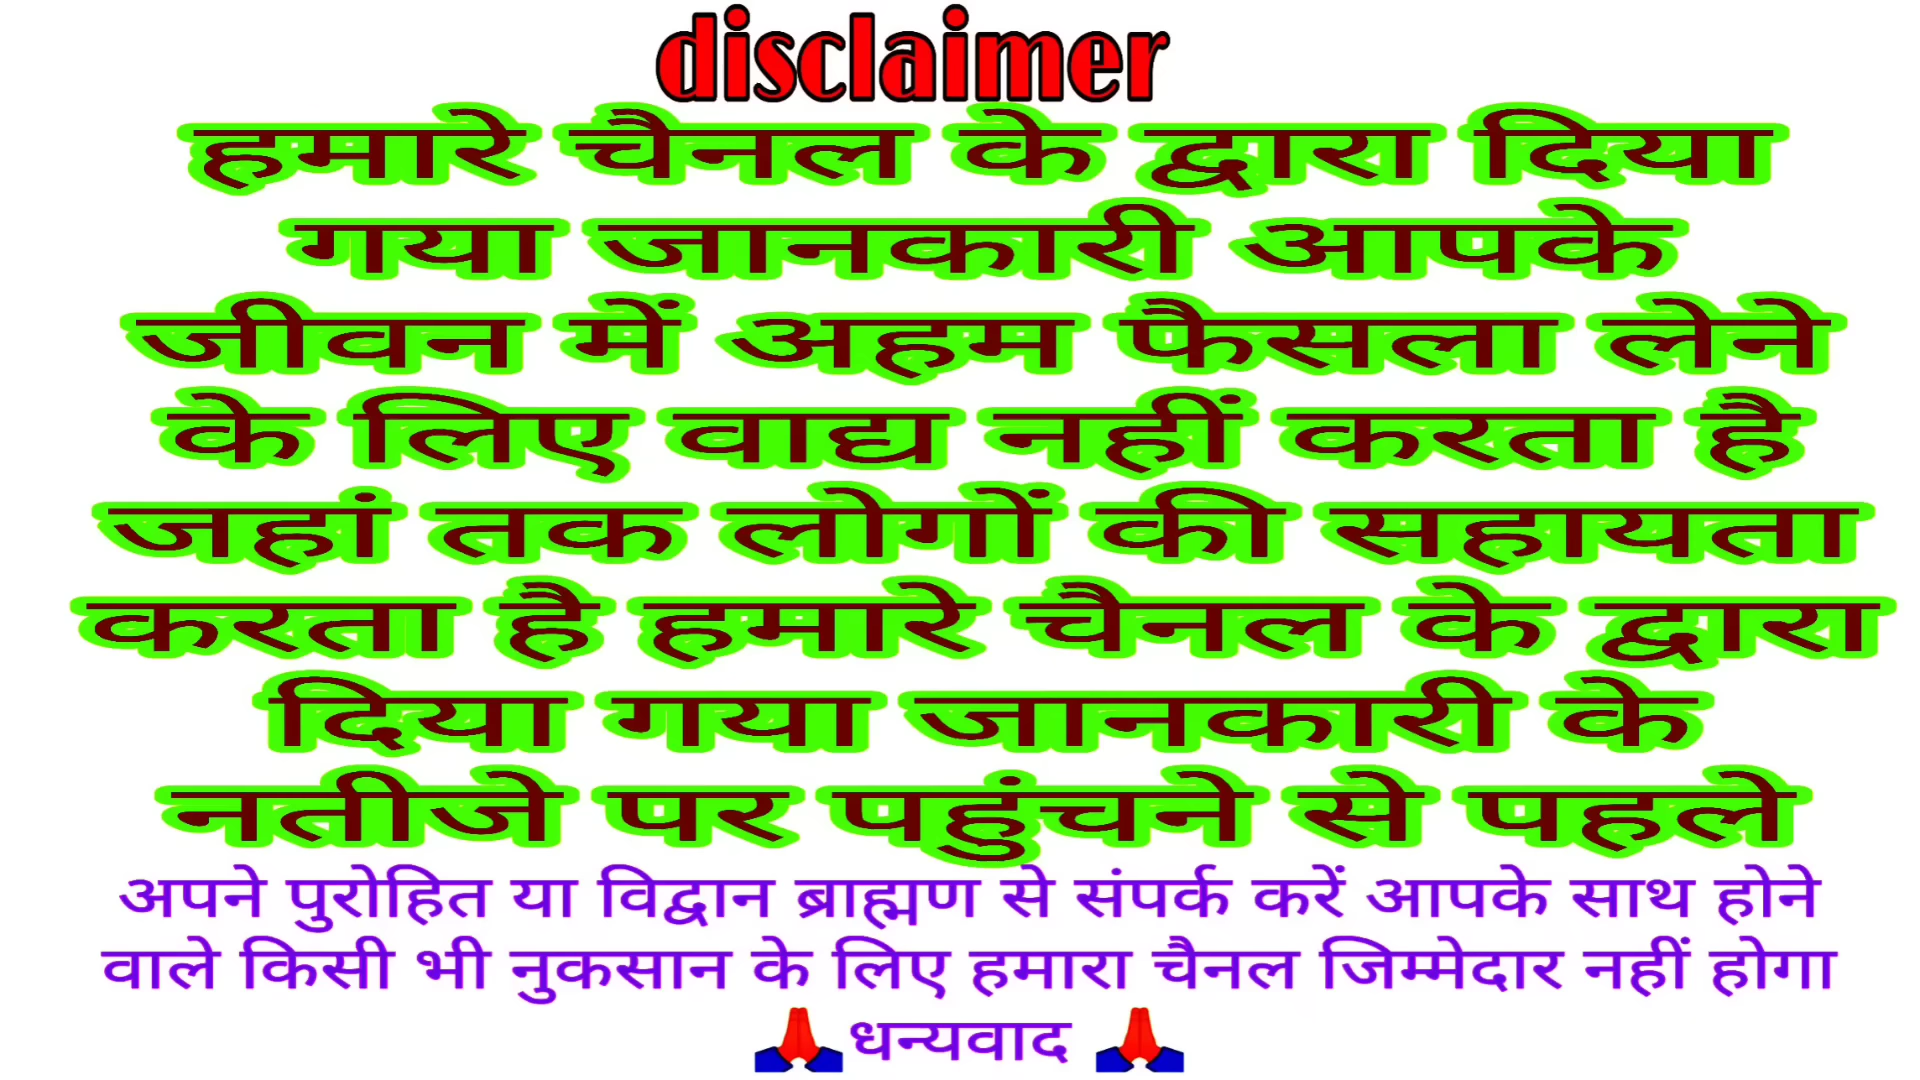 disclaimer
हमारे चैनल के द्वारा दिया
गया जानकारी आपके
जीवन में अहम फैसला लेने
के लिए वाद्य नहीं करता है
जहां तक लोगों की सहायता
करता है हमारे चैनल के द्वारा
दिया गया जानकारी के
नतीजे पर पहुंचने से पहले
अपने पुरोहित या विद्वान ब्राह्मण से संपर्क करें आपके साथ होने
वाले किसी भी नुकसान के लिए हमारा चैनल जिम्मेदार नहीं होगा
🙏धन्यवाद 🙏